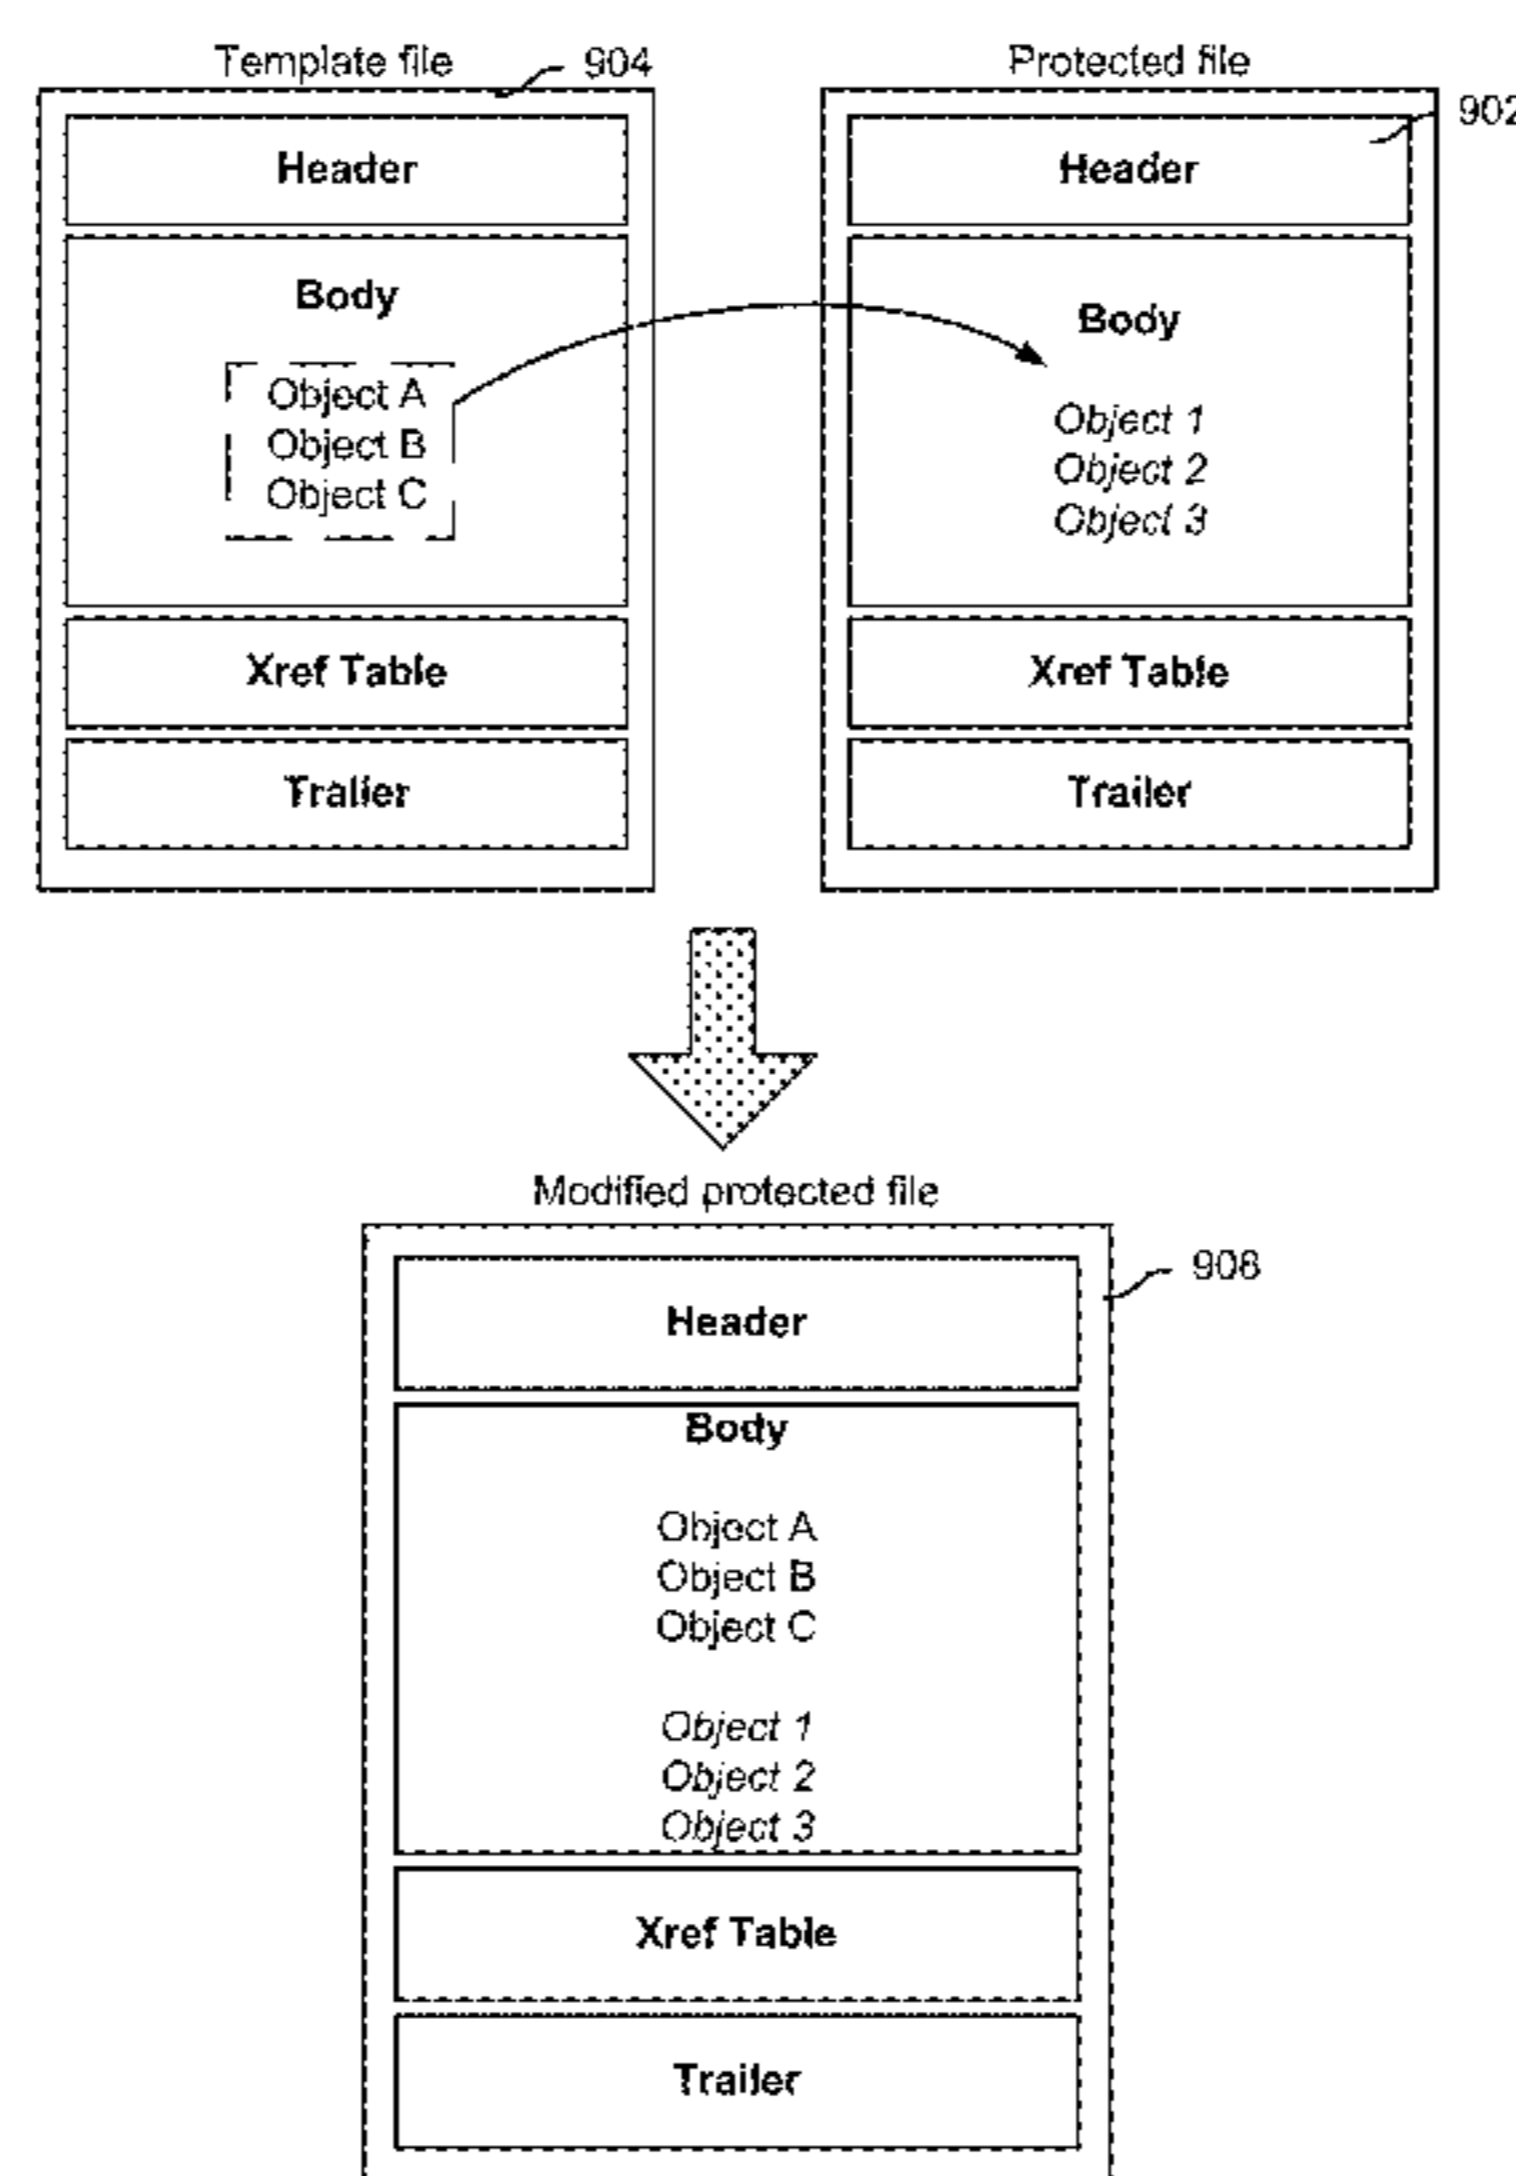 Template file
904
Header
Body
Object A
Object B
Object C
Xref Table
Trailer
Protected file
902
Header
Body
Object 1
Object 2
Object 3
Xref Table
Trailer
Modified protected file
908
Header
Body
Object A
Object B
Object C
Object 1
Object 2
Object 3
Xref Table
Trailer